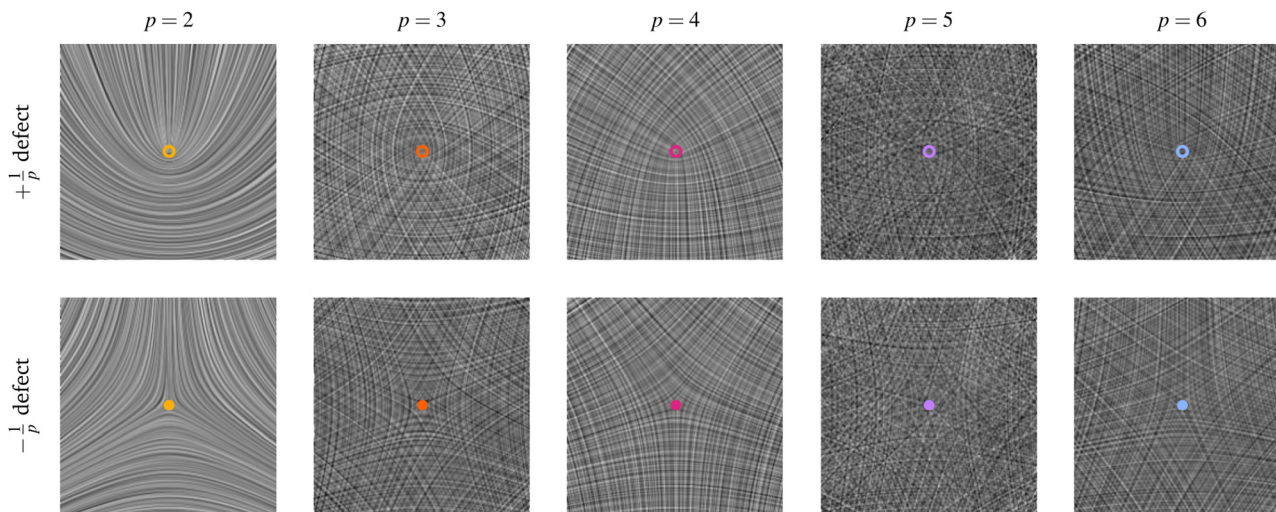 p = 2
p = 3
p = 4
p = 5
p = 6
+1/p defect
−1/p defect